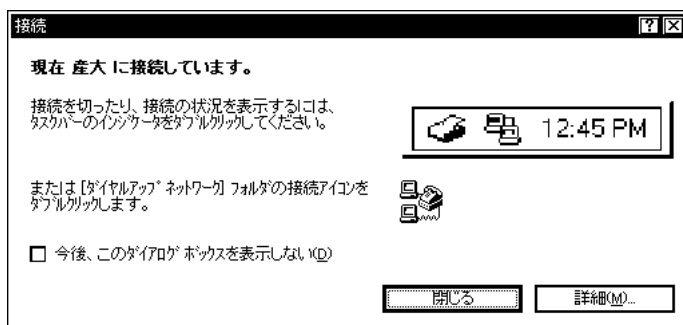 接続
現在 産大 に接続しています。
接続を切ったり、接続の状況を表示するには、
タスクバーのインジケータをダブルクリックしてください。
12:45 PM
または [ダイヤルアップ ネットワーク] フォルダの接続アイコンを
ダブルクリックします。
今後、このダイアログ ボックスを表示しない(D)
閉じる 詳細(M)...